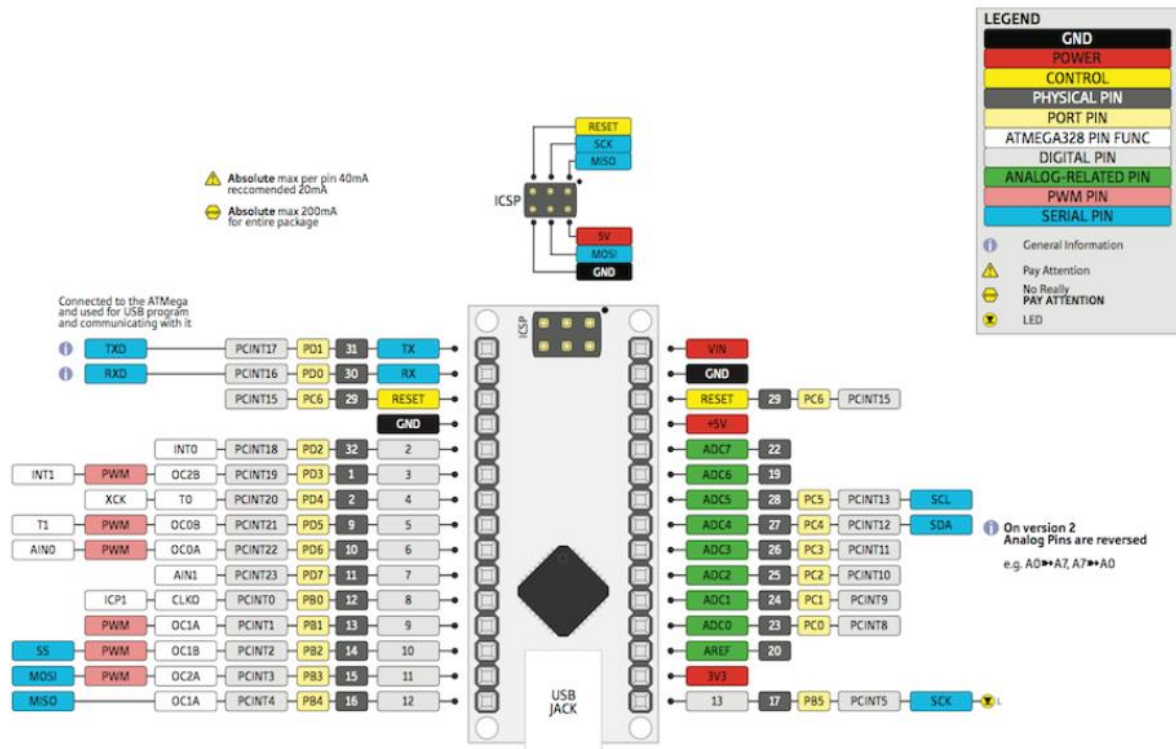 LEGEND
GND
POWER
CONTROL
PHYSICAL PIN
PORT PIN
ATMEGA328 PIN FUNC
DIGITAL PIN
ANALOG-RELATED PIN
PWM PIN
SERIAL PIN
General Information
Pay Attention
No Really
PAY ATTENTION
LED
RESET
SCK
MISO
ICSP
5V
MOSI
GND
Absolute max per pin 40mA
reccomended 20mA
Absolute max 200mA
for entire package
Connected to the ATMega
and used for USB program
and communicating with it
ICSP
TXD PCINT17 PD1 31 TX
RXD PCINT16 PD0 30 RX
PCINT15 PC6 29 RESET
GND
INT0 PCINT18 PD2 32 2
INT1 PWM OC2B PCINT19 PD3 1 3
XCK T0 PCINT20 PD4 2 4
T1 PWM OC0B PCINT21 PD5 9 5
AIN0 PWM OC0A PCINT22 PD6 10 6
AIN1 PCINT23 PD7 11 7
ICP1 CLKO PCINT0 PB0 12 8
PWM OC1A PCINT1 PB1 13 9
SS PWM OC1B PCINT2 PB2 14 10
MOSI PWM OC2A PCINT3 PB3 15 11
MISO OC1A PCINT4 PB4 16 12
USB
JACK
VIN
GND
RESET 29 PC6 PCINT15
+5V
ADC7 22
ADC6 19
ADC5 28 PC5 PCINT13 SCL
ADC4 27 PC4 PCINT12 SDA
ADC3 26 PC3 PCINT11
ADC2 25 PC2 PCINT10
ADC1 24 PC1 PCINT9
ADC0 23 PC0 PCINT8
AREF 20
3V3
13 17 PB5 PCINT5 SCK L
On version 2
Analog Pins are reversed
e.g. A0➽A7, A7➽A0